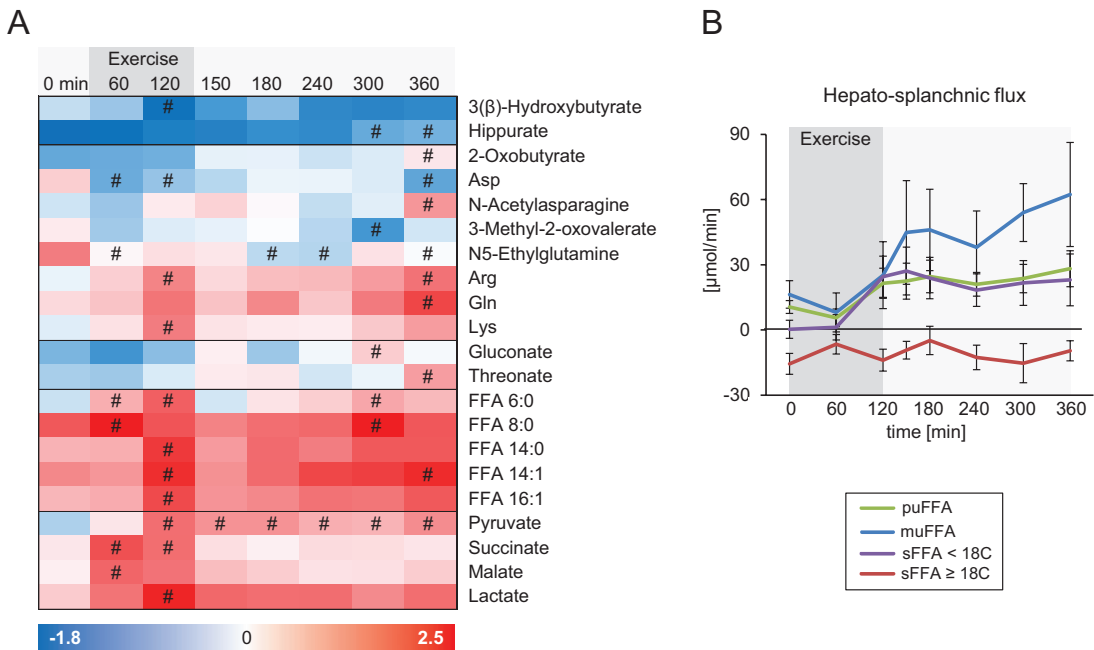 A
Exercise
0 min 60 120 150 180 240 300 360
# 3(β)-Hydroxybutyrate
# # Hippurate
# 2-Oxobutyrate
# # # Asp
# N-Acetylasparagine
# 3-Methyl-2-oxovalerate
# # # # N5-Ethylglutamine
# # Arg
# Gln
# Lys
# Gluconate
# Threonate
# # # FFA 6:0
# # FFA 8:0
# FFA 14:0
# # FFA 14:1
# FFA 16:1
# # # # # # Pyruvate
# # Succinate
# Malate
# Lactate
-1.8 0 2.5
B
Hepato-splanchnic flux
Exercise
[µmol/min]
90
60
30
0
-30
0 60 120 180 240 300 360
time [min]
puFFA
muFFA
sFFA < 18C
sFFA ≥ 18C